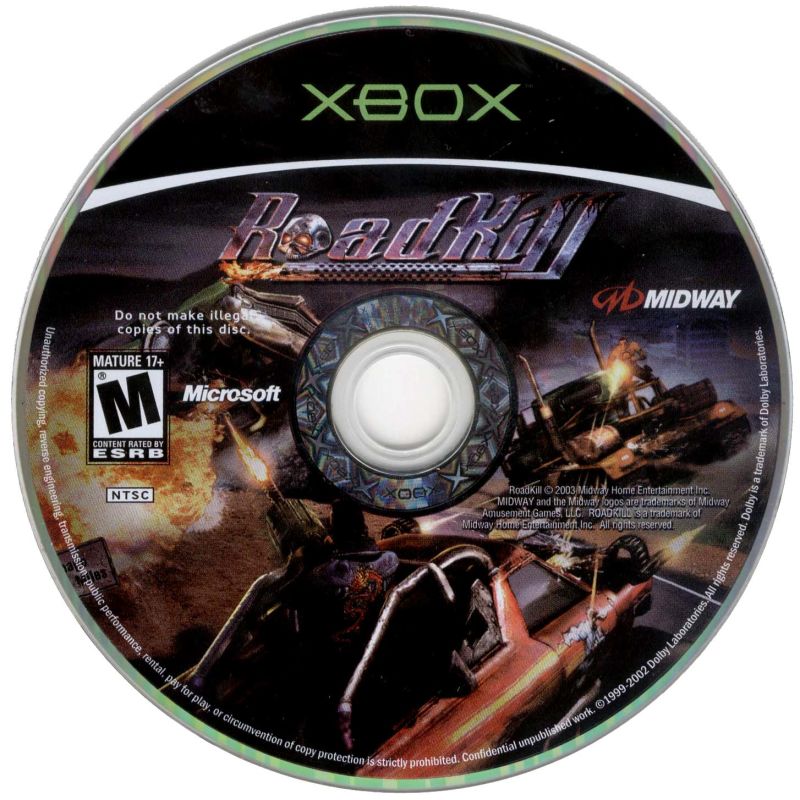 XBOX
RoadKill
MIDWAY
Do not make illegal
copies of this disc.
MATURE 17+
M
®
CONTENT RATED BY
ESRB
Microsoft
NTSC
XBOX
RoadKill © 2003 Midway Home Entertainment Inc.
MIDWAY and the Midway logos are trademarks of Midway
Amusement Games, LLC. ROADKILL is a trademark of
Midway Home Entertainment Inc. All rights reserved.
Unauthorized copying, reverse engineering, transmission, public performance, rental, pay for play, or circumvention of copy protection is strictly prohibited. Confidential unpublished work. ©1999-2002 Dolby Laboratories. All rights reserved. Dolby is a trademark of Dolby Laboratories.